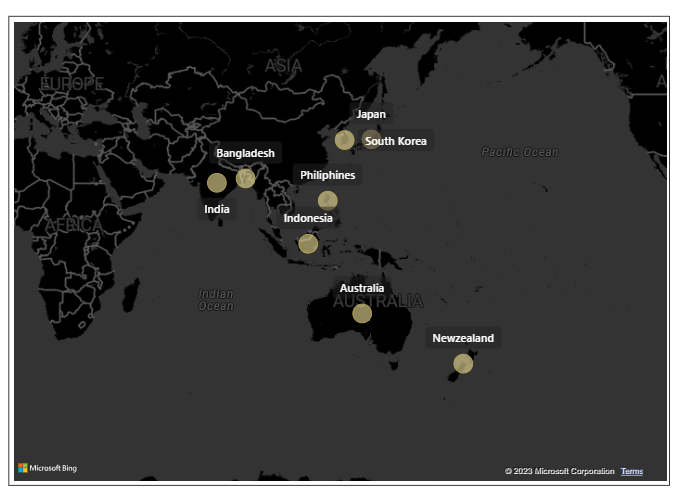 ASIA
EUROPE
A
Japan
South Korea
Pacific Ocean
Bangladesh
Philiphines
India
Indonesia
AFRICA
Australia
Indian
Ocean
AUSTRALIA
Newzealand
Microsoft Bing
© 2023 Microsoft Corporation Terms